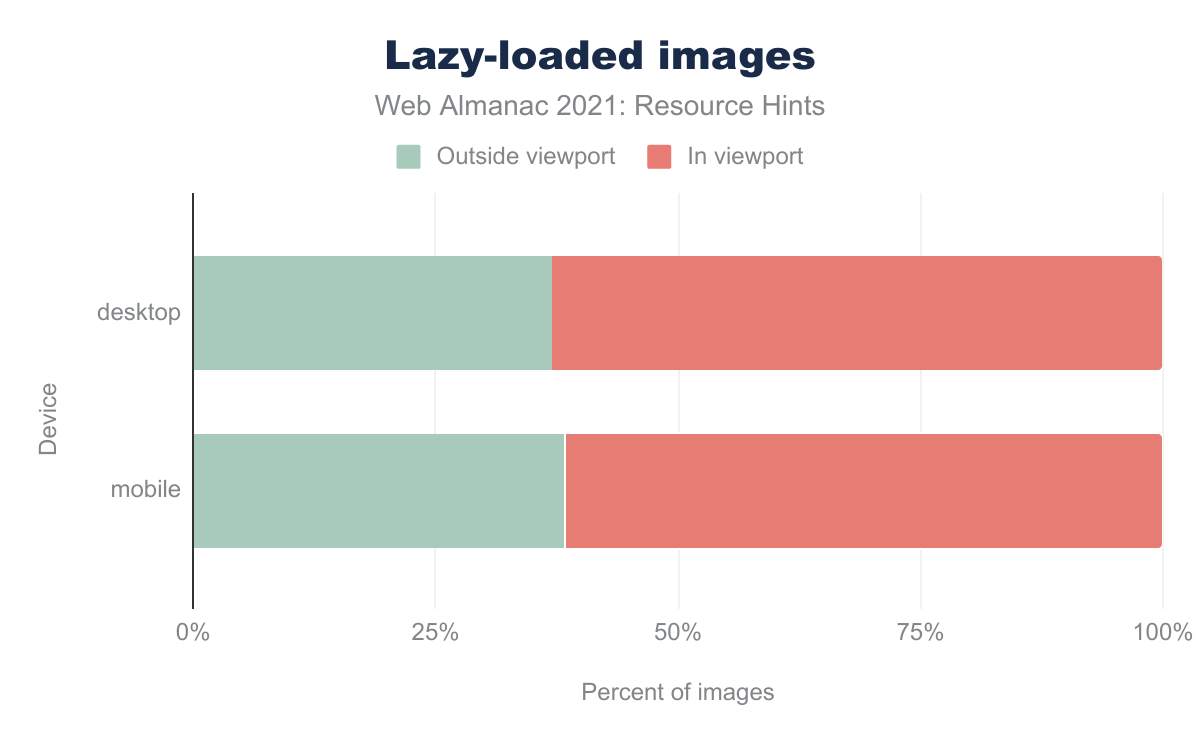 Lazy-loaded images
Web Almanac 2021: Resource Hints
Outside viewport In viewport
desktop
Device
mobile
0% 25% 50% 75% 100%
Percent of images